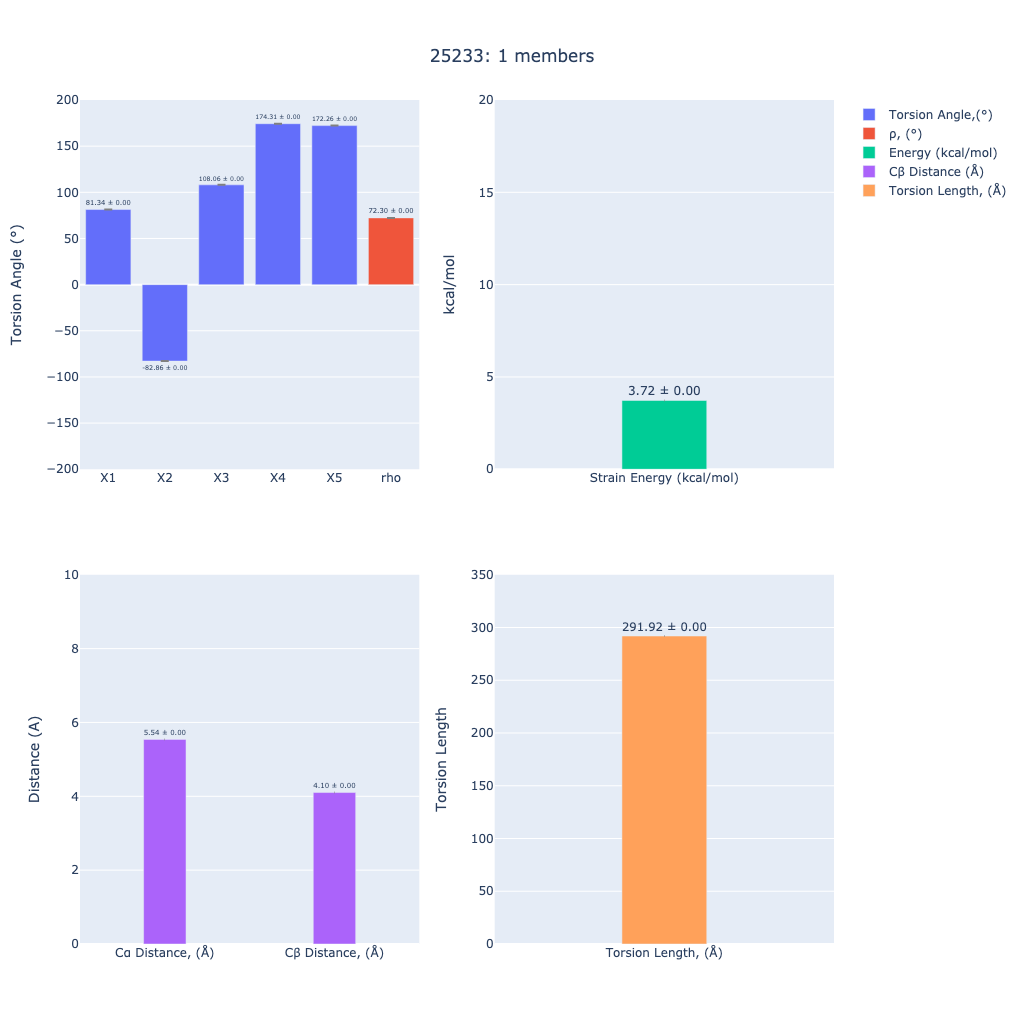 25233: 1 members
Torsion Angle (°)
200
150
100
50
0
−50
−100
−150
−200
81.34 ± 0.00
-82.86 ± 0.00
108.06 ± 0.00
174.31 ± 0.00
172.26 ± 0.00
72.30 ± 0.00
X1 X2 X3 X4 X5 rho
kcal/mol
20
15
10
5
0
3.72 ± 0.00
Strain Energy (kcal/mol)
Torsion Angle,(°)
ρ, (°)
Energy (kcal/mol)
Cβ Distance (Å)
Torsion Length, (Å)
Distance (A)
10
8
6
4
2
0
5.54 ± 0.00
4.10 ± 0.00
Cα Distance, (Å) Cβ Distance, (Å)
Torsion Length
350
300
250
200
150
100
50
0
291.92 ± 0.00
Torsion Length, (Å)